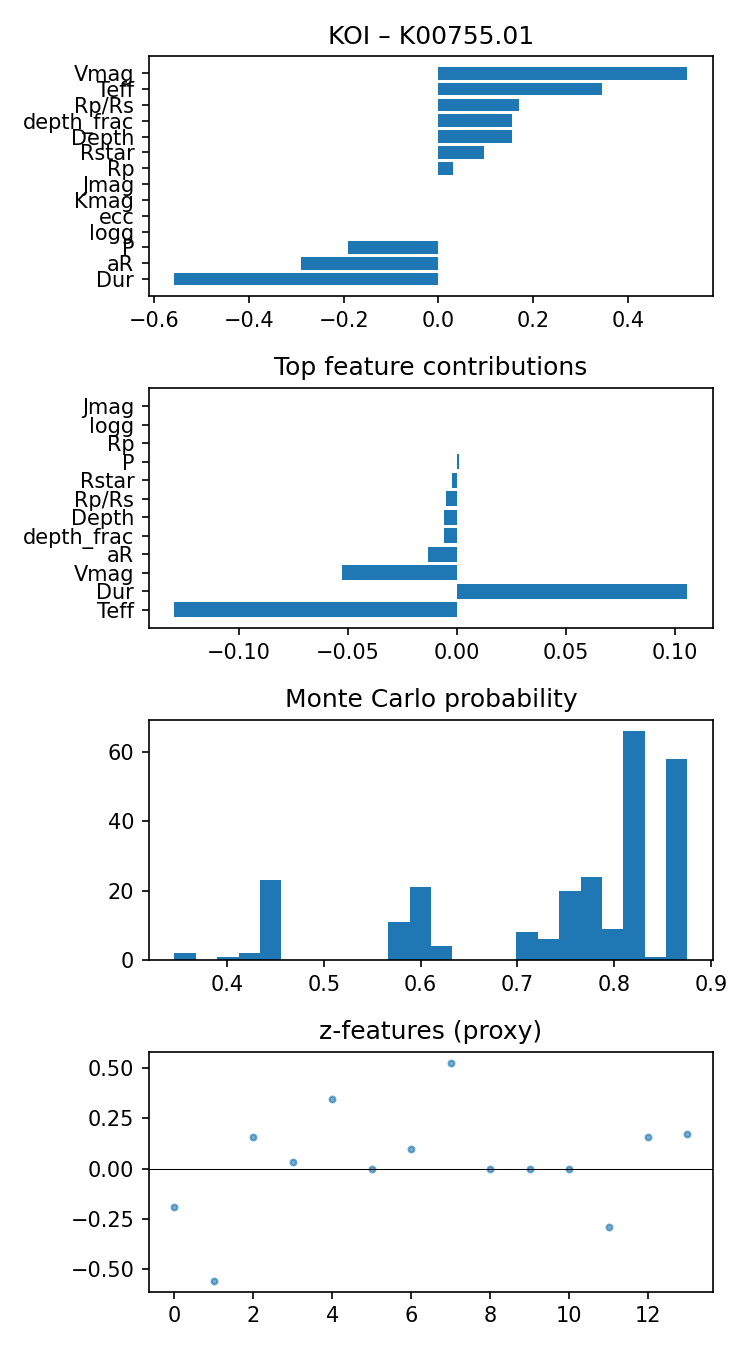 KOI – K00755.01
Vmag
Teff
Rp/Rs
depth_frac
Depth
Rstar
Rp
Jmag
Kmag
ecc
logg
P
aR
Dur
−0.6 −0.4 −0.2 0.0 0.2 0.4
Top feature contributions
Jmag
logg
Rp
P
Rstar
Rp/Rs
Depth
depth_frac
aR
Vmag
Dur
Teff
−0.10 −0.05 0.00 0.05 0.10
Monte Carlo probability
60
40
20
0
0.4 0.5 0.6 0.7 0.8 0.9
z-features (proxy)
0.50
0.25
0.00
−0.25
−0.50
0 2 4 6 8 10 12